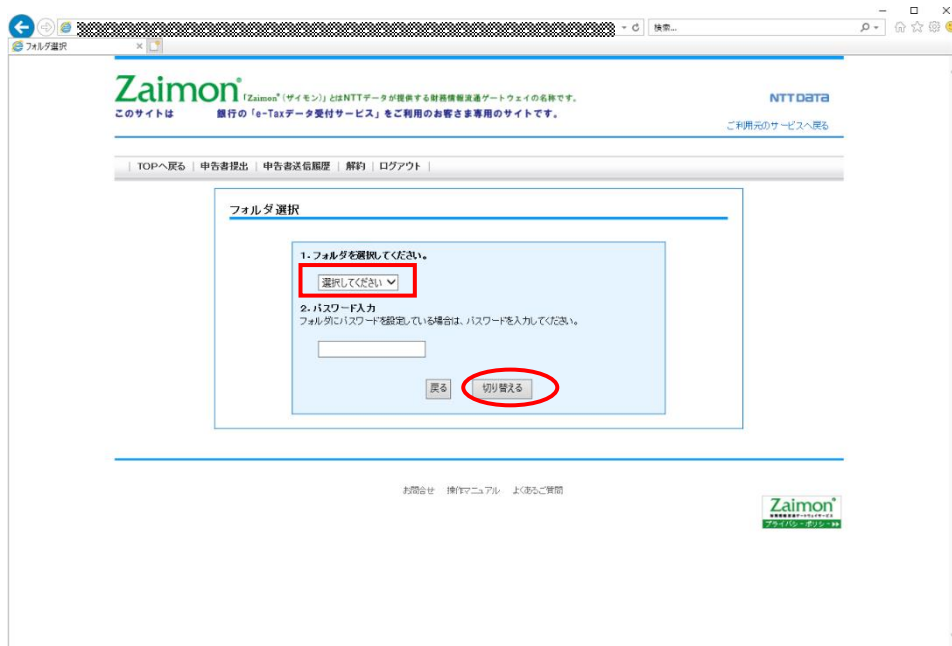 検索...
フォルダ選択
Zaimon® 「Zaimon®(ザイモン)」とはNTTデータが提供する財務情報流通ゲートウェイの名称です。
このサイトは 銀行の「e-Taxデータ受付サービス」をご利用のお客さま専用のサイトです。
NTT DATA
ご利用元のサービスへ戻る
| TOPへ戻る | 申告書提出 | 申告書送信履歴 | 解約 | ログアウト |
フォルダ選択
1. フォルダを選択してください。
選択してください
2. パスワード入力
フォルダにパスワードを設定している場合は、パスワードを入力してください。
戻る 切り替える
お問合せ 操作マニュアル よくあるご質問
Zaimon®
プライバシーポリシー